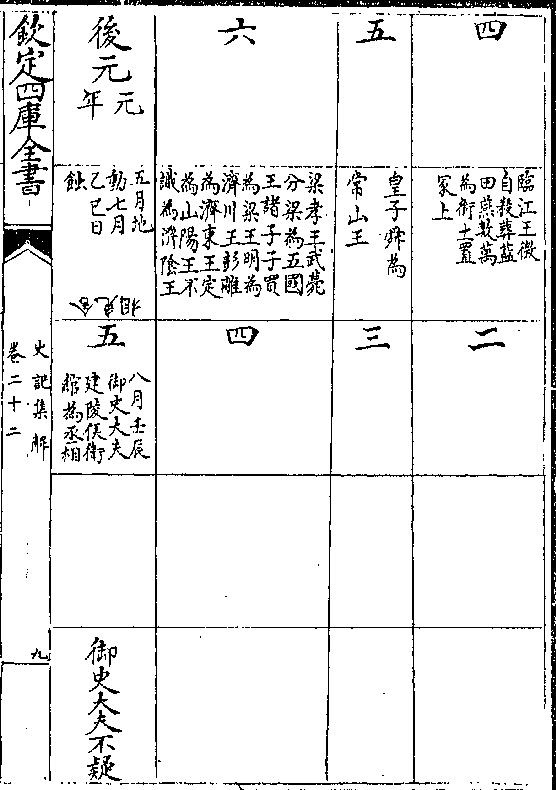 四
臨江王徵
自殺葬藍
田燕數萬
為銜土置
冢上
二
五
皇子舜為
常山王
三
六
梁孝王武薨
分梁為五國
王諸子子買
為梁王明為
濟川王彭離
為濟東王定
為山陽王不
識為濟陰王
四
後元
元
年
五月地
動七月
乙巳日
蝕
舍免相
五
八月壬辰
御史大夫
建陵侯衛
綰為丞相
御史大夫不疑
欽定四庫全書
史記集解
卷二十二
九